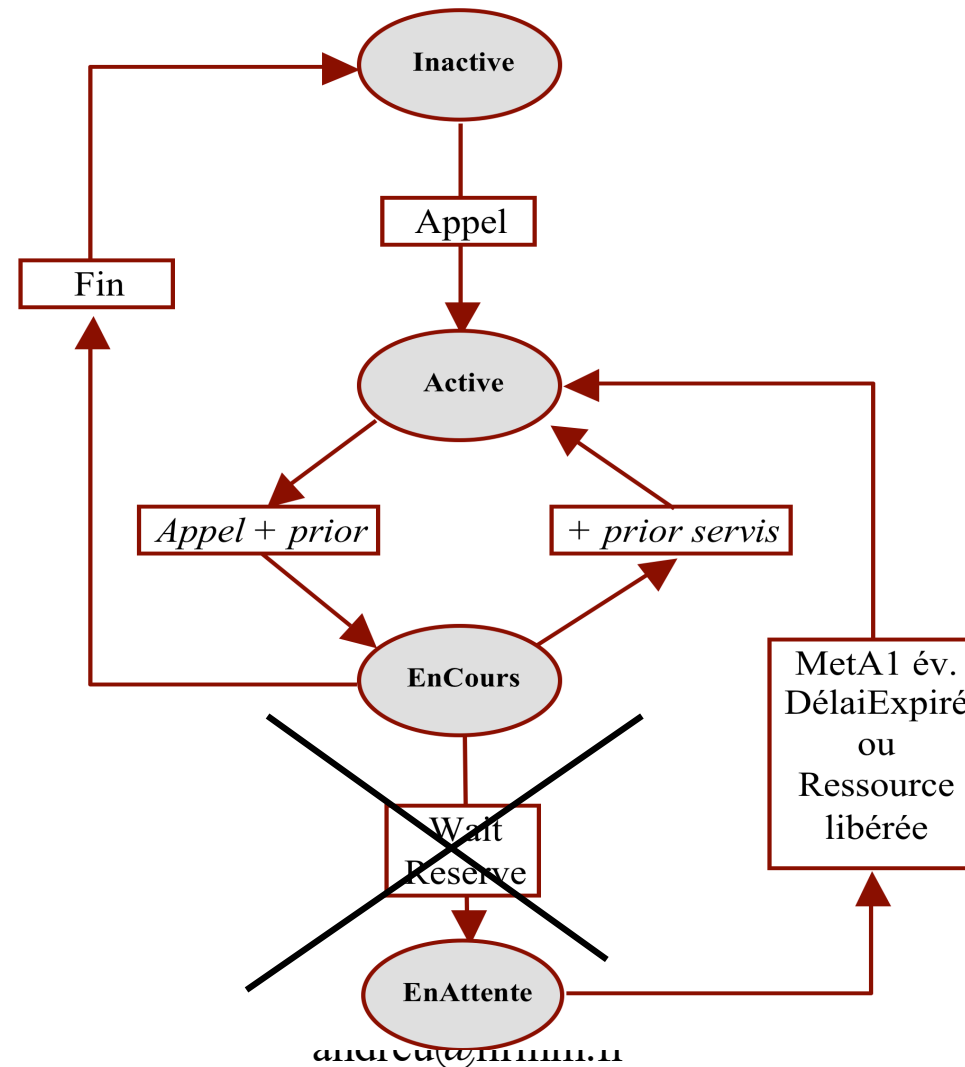 Inactive
Appel
Fin
Active
Appel + prior
+ prior servis
EnCours
MetA1 év.
DélaiExpiré
ou
Ressource
libérée
Wait
Reserve
EnAttente